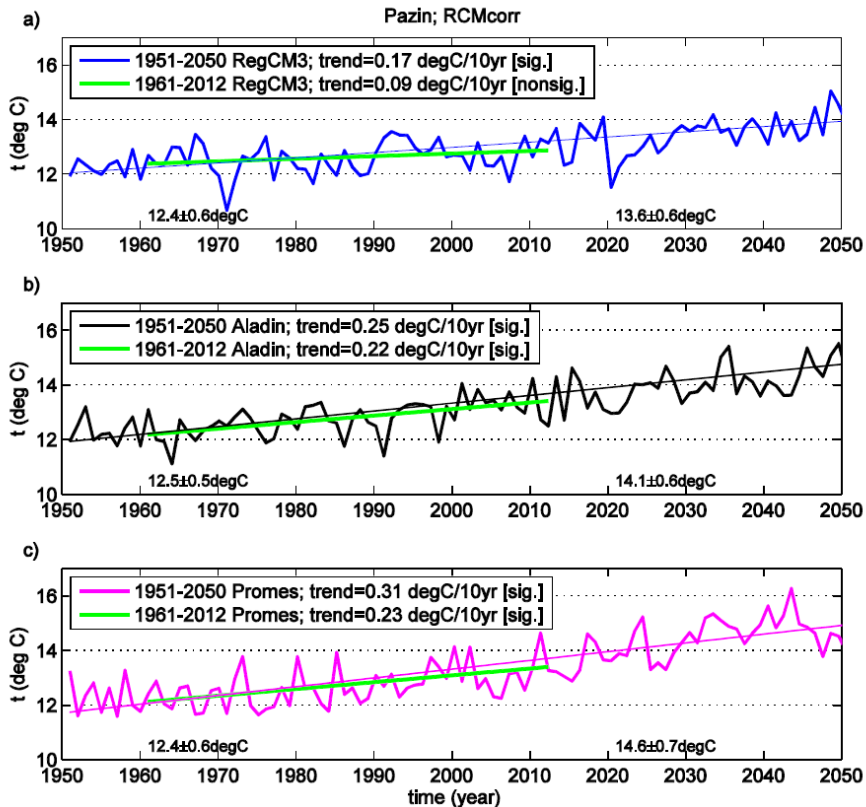 Pazin; RCMcorr
a)
1951-2050 RegCM3; trend=0.17 degC/10yr [sig.]
1961-2012 RegCM3; trend=0.09 degC/10yr [nonsig.]
t (deg C)
16
14
12
10
12.4±0.6degC
13.6±0.6degC
1950 1960 1970 1980 1990 2000 2010 2020 2030 2040 2050
b)
1951-2050 Aladin; trend=0.25 degC/10yr [sig.]
1961-2012 Aladin; trend=0.22 degC/10yr [sig.]
t (deg C)
16
14
12
10
12.5±0.5degC
14.1±0.6degC
1950 1960 1970 1980 1990 2000 2010 2020 2030 2040 2050
c)
1951-2050 Promes; trend=0.31 degC/10yr [sig.]
1961-2012 Promes; trend=0.23 degC/10yr [sig.]
t (deg C)
16
14
12
10
12.4±0.6degC
14.6±0.7degC
1950 1960 1970 1980 1990 2000 2010 2020 2030 2040 2050
time (year)